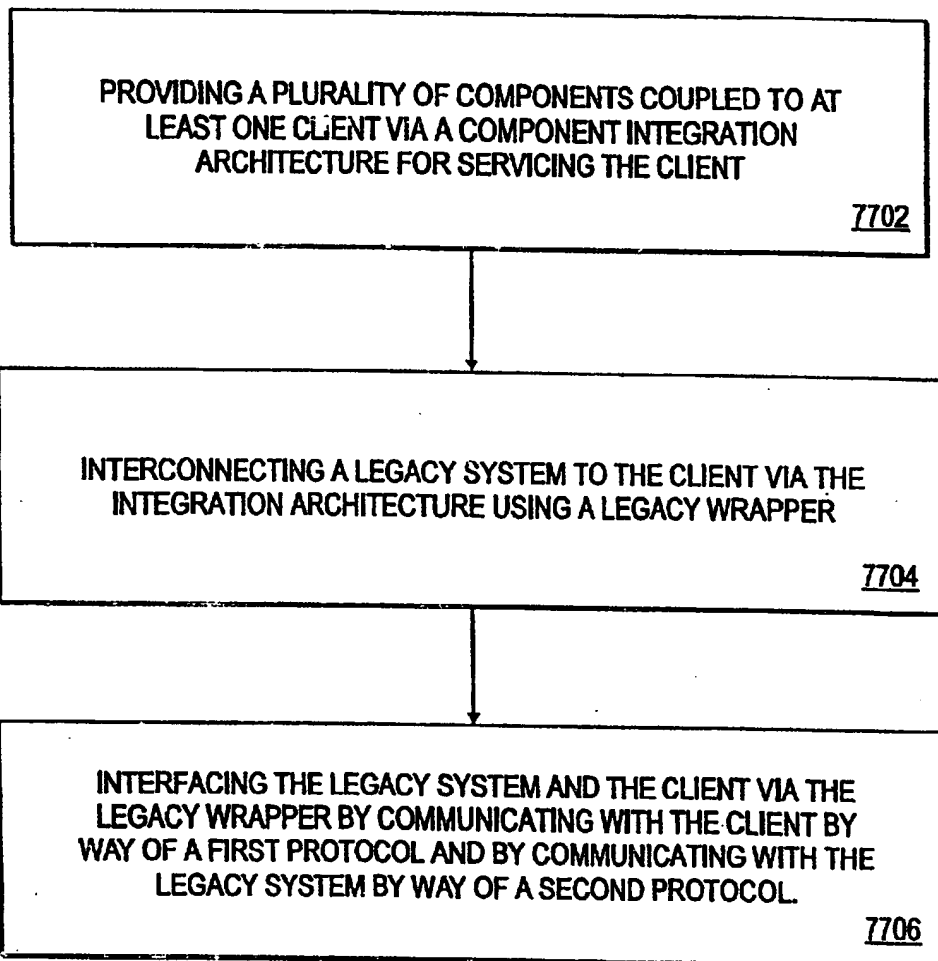 PROVIDING A PLURALITY OF COMPONENTS COUPLED TO AT
LEAST ONE CLIENT VIA A COMPONENT INTEGRATION
ARCHITECTURE FOR SERVICING THE CLIENT
7702
INTERCONNECTING A LEGACY SYSTEM TO THE CLIENT VIA THE
INTEGRATION ARCHITECTURE USING A LEGACY WRAPPER
7704
INTERFACING THE LEGACY SYSTEM AND THE CLIENT VIA THE
LEGACY WRAPPER BY COMMUNICATING WITH THE CLIENT BY
WAY OF A FIRST PROTOCOL AND BY COMMUNICATING WITH THE
LEGACY SYSTEM BY WAY OF A SECOND PROTOCOL.
7706